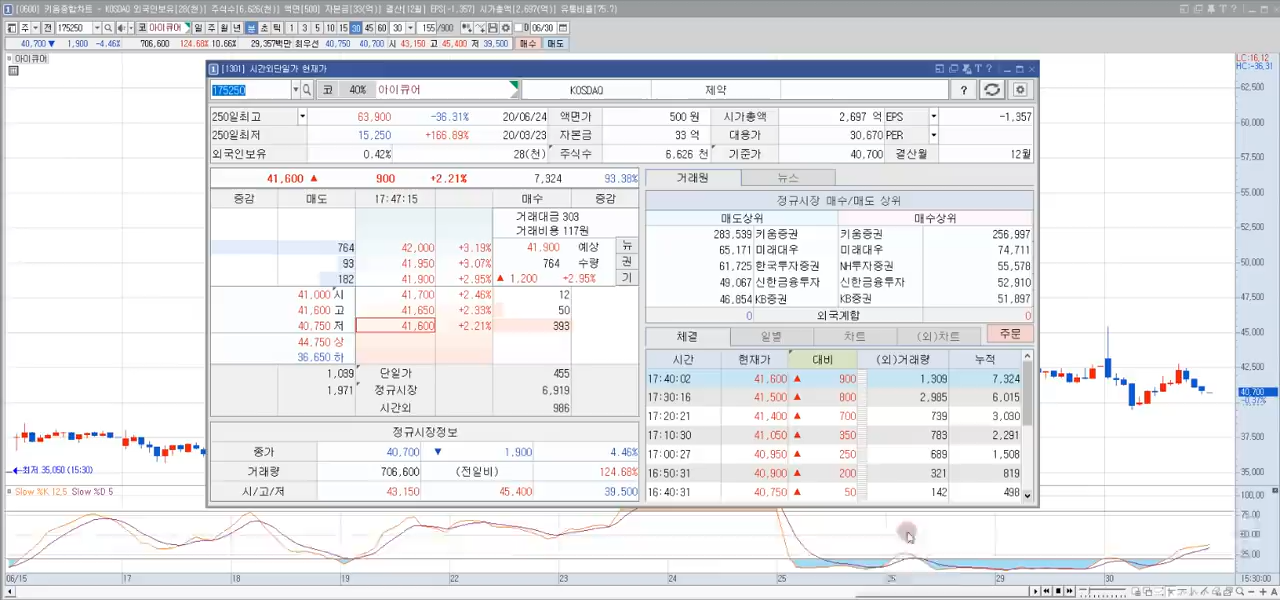 [0600] 키움종합차트 - KOSDAQ 외국인보유[28(천)] 주식수[6,626(천)] 액면[500] 자본금[33(억)] 결산[12월] EPS[-1,357] 시가총액[2,697(억)] 유통비율[75.7]
주 전 175250 코 아이큐어 일 주 월 년 분 초 틱 1 3 5 10 15 30 45 60 30 155 /900 06/30
40,700 ▼ 1,900 -4.46% 706,600 124.68% 10.66% 29,357백만 최우선 40,750 40,700 시 43,150 고 45,400 저 39,500 매수 매도
아이큐어
LC:16.12
HC:-36.31
[1301] 시간외단일가 현재가
175250 코 40% 아이큐어 KOSDAQ 제약 ?
250일최고 63,900 -36.31% 20/06/24 액면가 500 원 시가총액 2,697 억 EPS -1,357
250일최저 15,250 +166.89% 20/03/23 자본금 33 억 대용가 30,670 PER
외국인보유 0.42% 28(천) 주식수 6,626 천 기준가 40,700 결산월 12월
41,600 ▲ 900 +2.21% 7,324 93.38%
증감 매도 17:47:15 매수 증감
거래대금 303
거래비용 117원
764 42,000 +3.19% 41,900 예상 뉴
93 41,950 +3.07% 764 수량 권
182 41,900 +2.95% ▲ 1,200 +2.95% 기
41,000 시 41,700 +2.46% 12
41,600 고 41,650 +2.33% 50
40,750 저 41,600 +2.21% 393
44,750 상
36,650 하
1,089 단일가 455
1,971 정규시장 6,919
시간외 986
정규시장정보
종가 40,700 ▼ 1,900 4.46%
거래량 706,600 (전일비) 124.68%
시/고/저 43,150 45,400 39,500
거래원 뉴스
정규시장 매수/매도 상위
매도상위 매수상위
283,539 키움증권 키움증권 256,997
65,171 미래대우 미래대우 74,711
61,725 한국투자증권 NH투자증권 55,578
49,067 신한금융투자 신한금융투자 52,910
46,854 KB증권 KB증권 51,897
0 외국계합 0
체결 일별 차트 (외)차트 주문
시간 현재가 대비 (외)거래량 누적
17:40:02 41,600 ▲ 900 1,309 7,324
17:30:16 41,500 ▲ 800 2,985 6,015
17:20:21 41,400 ▲ 700 739 3,030
17:10:30 41,050 ▲ 350 783 2,291
17:00:27 40,950 ▲ 250 689 1,508
16:50:31 40,900 ▲ 200 321 819
16:40:31 40,750 ▲ 50 142 498
62,500
60,000
57,500
55,000
52,500
50,000
47,500
45,000
42,500
40,700
37,500
35,000
←최저 35,050 (15:30)
Slow %K 12,5 Slow %D 5
100.00
75.00
50.00
25.00
06/15 17 18 19 22 23 24 25 26 29 30 15:30:00